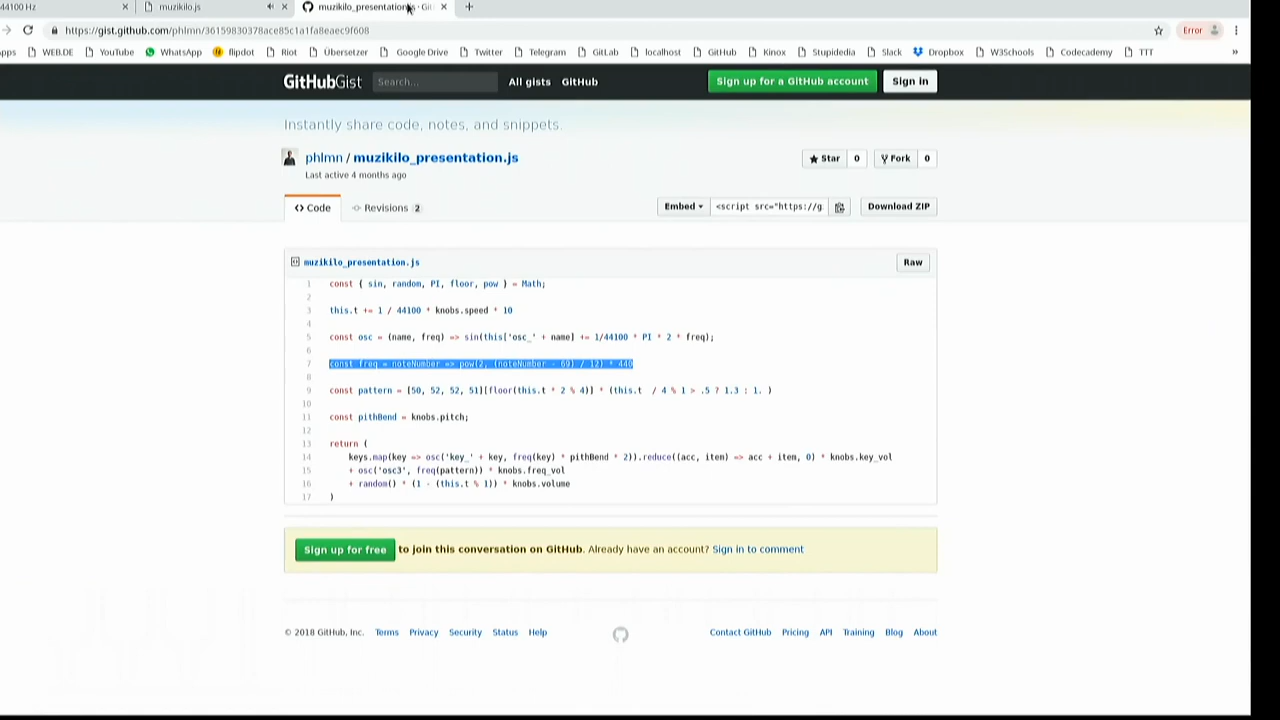 44100 Hz
muzikilo.js
muzikilo_presentation.js · Git
https://gist.github.com/phlmn/36159830378ace85c1a1fa8eaec9f608
Error
pps WEB.DE YouTube WhatsApp flipdot Riot Übersetzer Google Drive Twitter Telegram GitLab localhost GitHub Kinox Stupidedia Slack Dropbox W3Schools Codecademy TTT »
GitHubGist Search... All gists GitHub Sign up for a GitHub account Sign in
Instantly share code, notes, and snippets.
phlmn / muzikilo_presentation.js
Star 0 Fork 0
Last active 4 months ago
<> Code Revisions 2 Embed <script src="https://g Download ZIP
muzikilo_presentation.js Raw
1 const { sin, random, PI, floor, pow } = Math;
2
3 this.t += 1 / 44100 * knobs.speed * 10
4
5 const osc = (name, freq) => sin(this['osc_' + name] += 1/44100 * PI * 2 * freq);
6
7 const freq = noteNumber => pow(2, (noteNumber - 69) / 12) * 440
8
9 const pattern = [50, 52, 52, 51][floor(this.t * 2 % 4)] * (this.t / 4 % 1 > .5 ? 1.3 : 1. )
10
11 const pithBend = knobs.pitch;
12
13 return (
14 keys.map(key => osc('key_' + key, freq(key) * pithBend * 2)).reduce((acc, item) => acc + item, 0) * knobs.key_vol
15 + osc('osc3', freq(pattern)) * knobs.freq_vol
16 + random() * (1 - (this.t % 1)) * knobs.volume
17 )
Sign up for free to join this conversation on GitHub. Already have an account? Sign in to comment
© 2018 GitHub, Inc. Terms Privacy Security Status Help Contact GitHub Pricing API Training Blog About